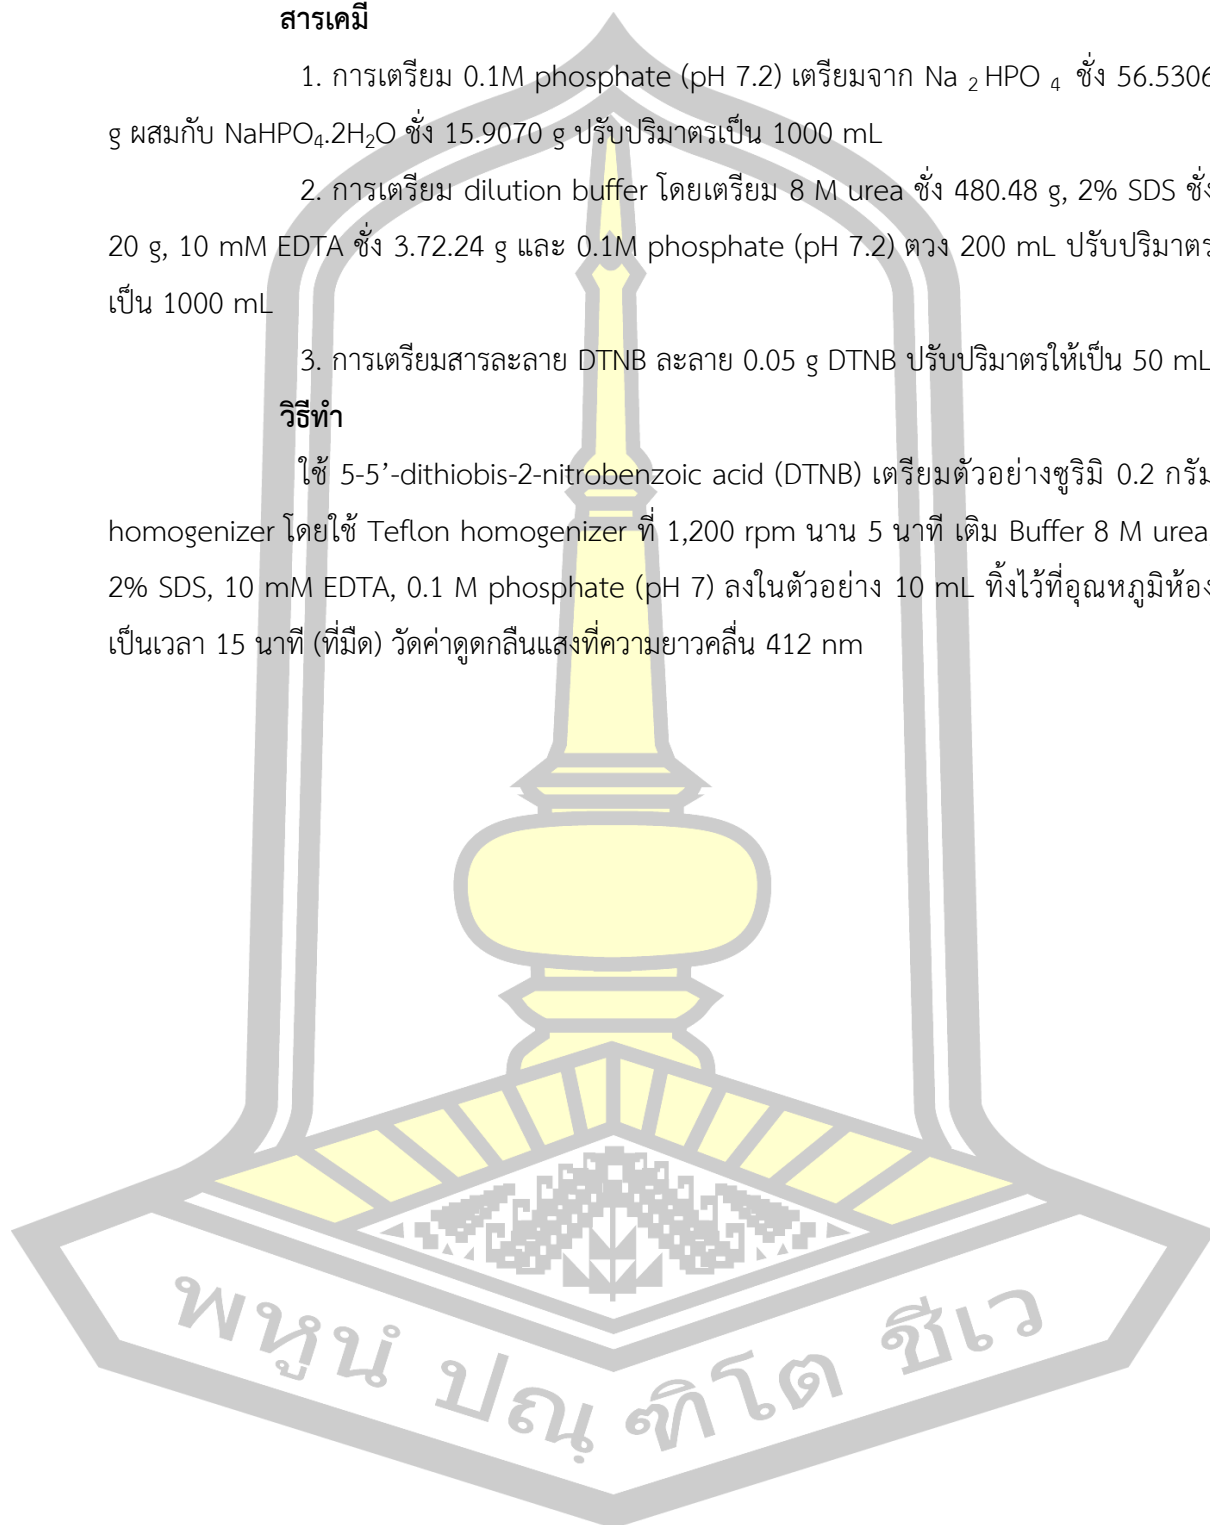 สารเคมี
1. การเตรียม 0.1M phosphate (pH 7.2) เตรียมจาก Na 2 HPO 4 ชั่ง 56.5306
g ผสมกับ NaHPO4.2H2O ชั่ง 15.9070 g ปรับปริมาตรเป็น 1000 mL
2. การเตรียม dilution buffer โดยเตรียม 8 M urea ชั่ง 480.48 g, 2% SDS ชั่ง
20 g, 10 mM EDTA ชั่ง 3.72.24 g และ 0.1M phosphate (pH 7.2) ตวง 200 mL ปรับปริมาตร
เป็น 1000 mL
3. การเตรียมสารละลาย DTNB ละลาย 0.05 g DTNB ปรับปริมาตรให้เป็น 50 mL
วิธีทำ
ใช้ 5-5’-dithiobis-2-nitrobenzoic acid (DTNB) เตรียมตัวอย่างซูริมิ 0.2 กรัม
homogenizer โดยใช้ Teflon homogenizer ที่ 1,200 rpm นาน 5 นาที เติม Buffer 8 M urea
2% SDS, 10 mM EDTA, 0.1 M phosphate (pH 7) ลงในตัวอย่าง 10 mL ทิ้งไว้ที่อุณหภูมิห้อง
เป็นเวลา 15 นาที (ที่มืด) วัดค่าดูดกลืนแสงที่ความยาวคลื่น 412 nm
พหูนํ ปณฺฑิโต ชีเว